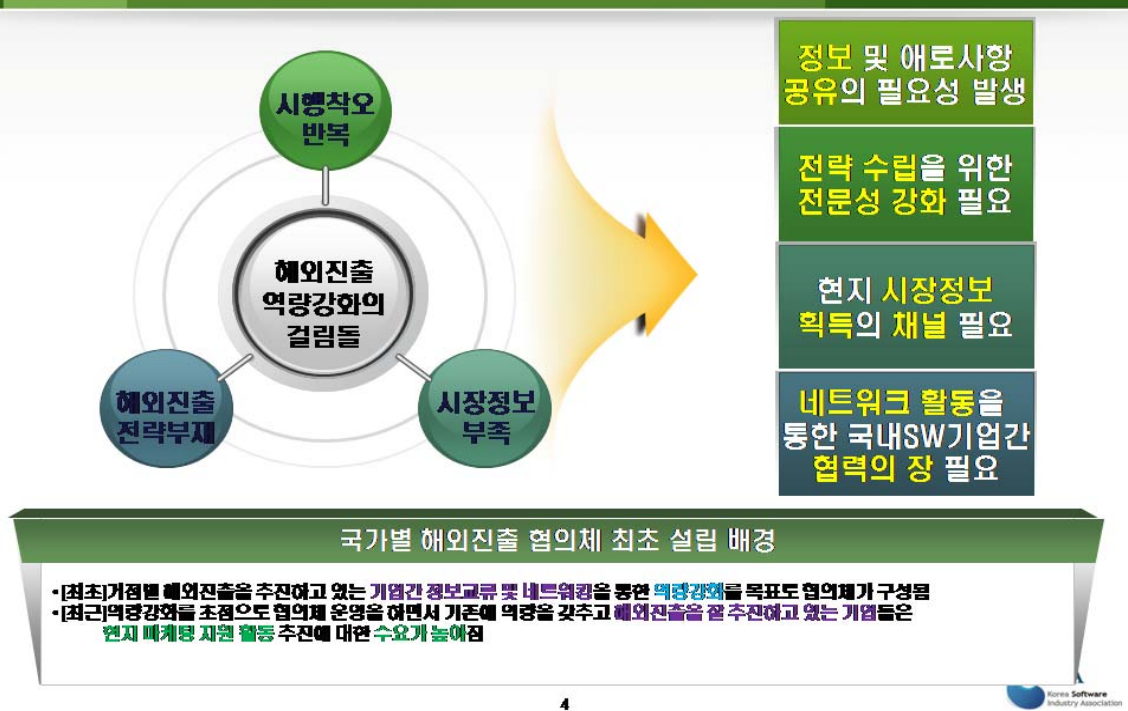 시행착오
반복
해외진출
역량강화의
걸림돌
해외진출
전략부재
시장정보
부족
정보 및 애로사항
공유의 필요성 발생
전략 수립을 위한
전문성 강화 필요
현지 시장정보
획득의 채널 필요
네트워크 활동을
통한 국내SW기업간
협력의 장 필요
국가별 해외진출 협의체 최초 설립 배경
•[최초]거점별 해외진출을 추진하고 있는 기업간 정보교류 및 네트워킹을 통한 역량강화를 목표로 협의체가 구성됨
•[최근]역량강화를 초점으로 협의체 운영을 하면서 기존에 역량을 갖추고 해외진출을 잘 추진하고 있는 기업들은
현지 마케팅 지원 활동 추진에 대한 수요가 높아짐
4
Korea Software
Industry Association